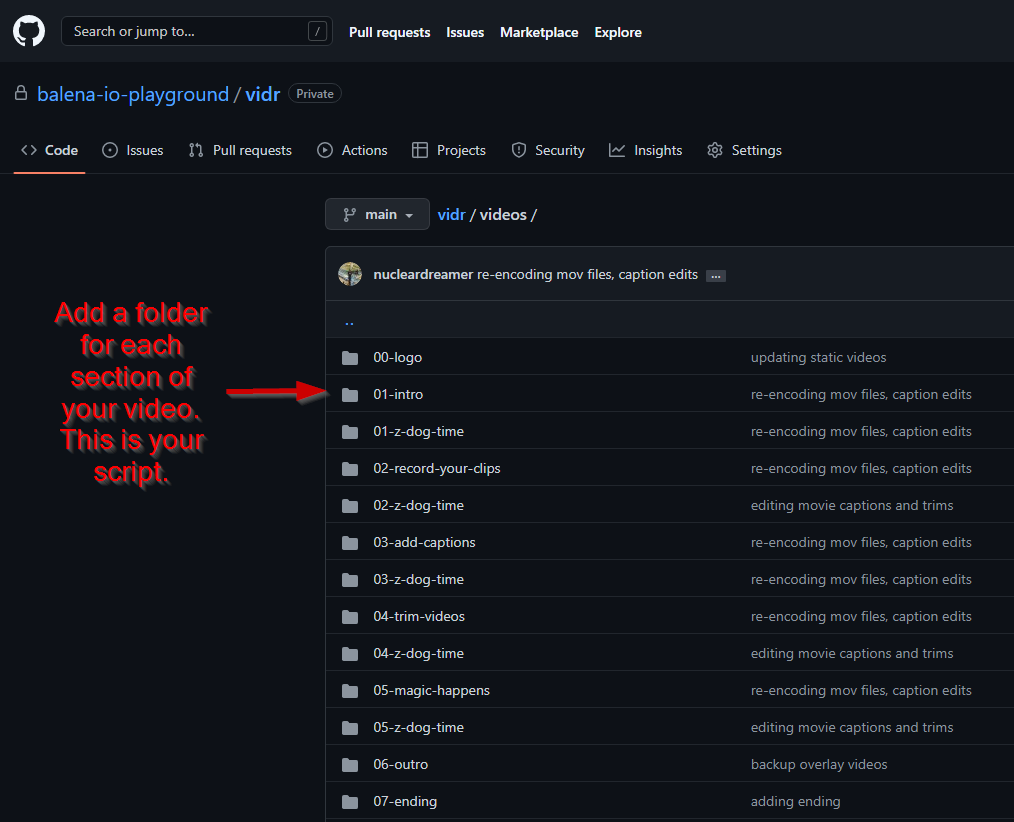 Search or jump to... /
Pull requests Issues Marketplace Explore
balena-io-playground / vidr Private
Code Issues Pull requests Actions Projects Security Insights Settings
main vidr / videos /
nucleardreamer re-encoding mov files, caption edits ...
..
00-logo updating static videos
01-intro re-encoding mov files, caption edits
01-z-dog-time re-encoding mov files, caption edits
02-record-your-clips re-encoding mov files, caption edits
02-z-dog-time editing movie captions and trims
03-add-captions re-encoding mov files, caption edits
03-z-dog-time re-encoding mov files, caption edits
04-trim-videos re-encoding mov files, caption edits
04-z-dog-time editing movie captions and trims
05-magic-happens re-encoding mov files, caption edits
05-z-dog-time editing movie captions and trims
06-outro backup overlay videos
07-ending adding ending
Add a folder
for each
section of
your video.
This is your
script.